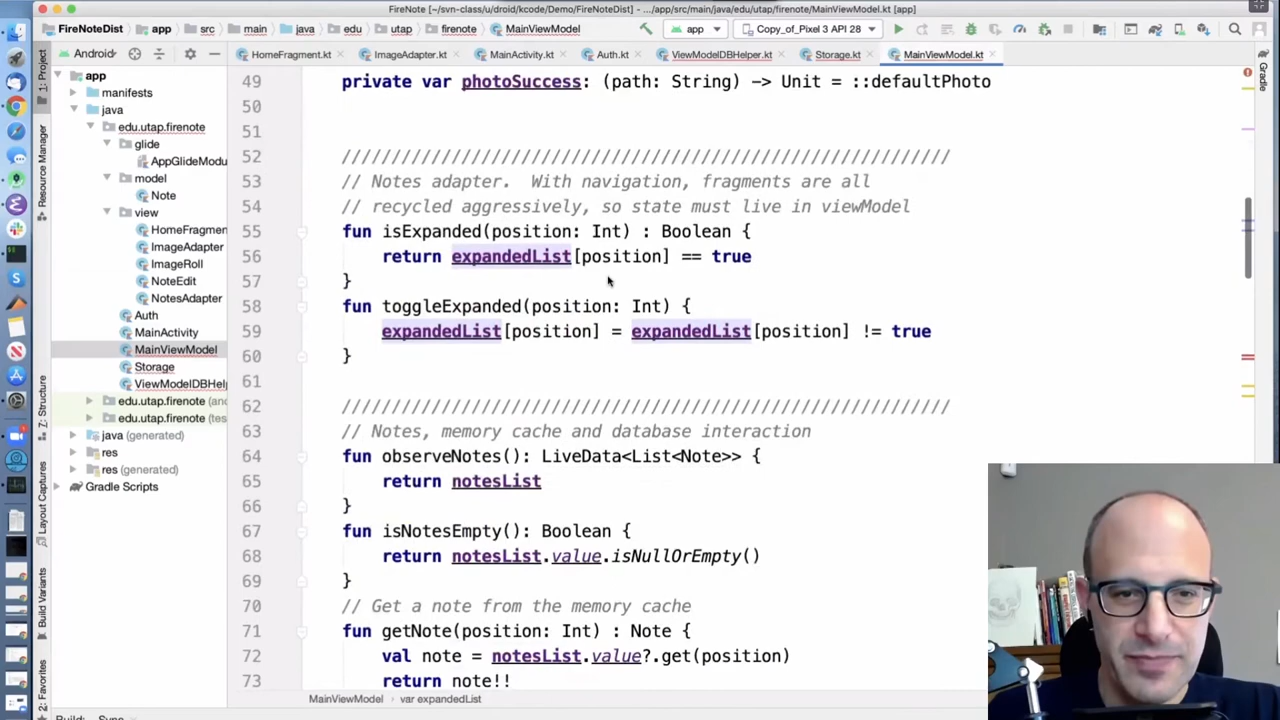 FireNote [~/svn-class/u/droid/kcode/Demo/FireNoteDist] - .../app/src/main/java/edu/utap/firenote/MainViewModel.kt [app]
FireNoteDist app src main java edu utap firenote MainViewModel.kt app Copy_of_Pixel 3 API 28
Android
HomeFragment.kt ImageAdapter.kt MainActivity.kt Auth.kt ViewModelDBHelper.kt Storage.kt MainViewModel.kt
1: Project
Resource Manager
7: Structure
Layout Captures
Build Variants
2: Favorites
Gradle
app
manifests
java
edu.utap.firenote
glide
AppGlideModu
model
Note
view
HomeFragmen
ImageAdapter
ImageRoll
NoteEdit
NotesAdapter
Auth
MainActivity
MainViewModel
Storage
ViewModelDBHel
edu.utap.firenote (and
edu.utap.firenote (tes
java (generated)
res
res (generated)
Gradle Scripts
49 private var photoSuccess: (path: String) -> Unit = ::defaultPhoto
50
51
52 /////////////////////////////////////////////////////////////
53 // Notes adapter.  With navigation, fragments are all
54 // recycled aggressively, so state must live in viewModel
55 fun isExpanded(position: Int) : Boolean {
56 return expandedList[position] == true
57 }
58 fun toggleExpanded(position: Int) {
59 expandedList[position] = expandedList[position] != true
60 }
61
62 /////////////////////////////////////////////////////////////
63 // Notes, memory cache and database interaction
64 fun observeNotes(): LiveData<List<Note>> {
65 return notesList
66 }
67 fun isNotesEmpty(): Boolean {
68 return notesList.value.isNullOrEmpty()
69 }
70 // Get a note from the memory cache
71 fun getNote(position: Int) : Note {
72 val note = notesList.value?.get(position)
73 return note!!
MainViewModel var expandedList
Build: Sync